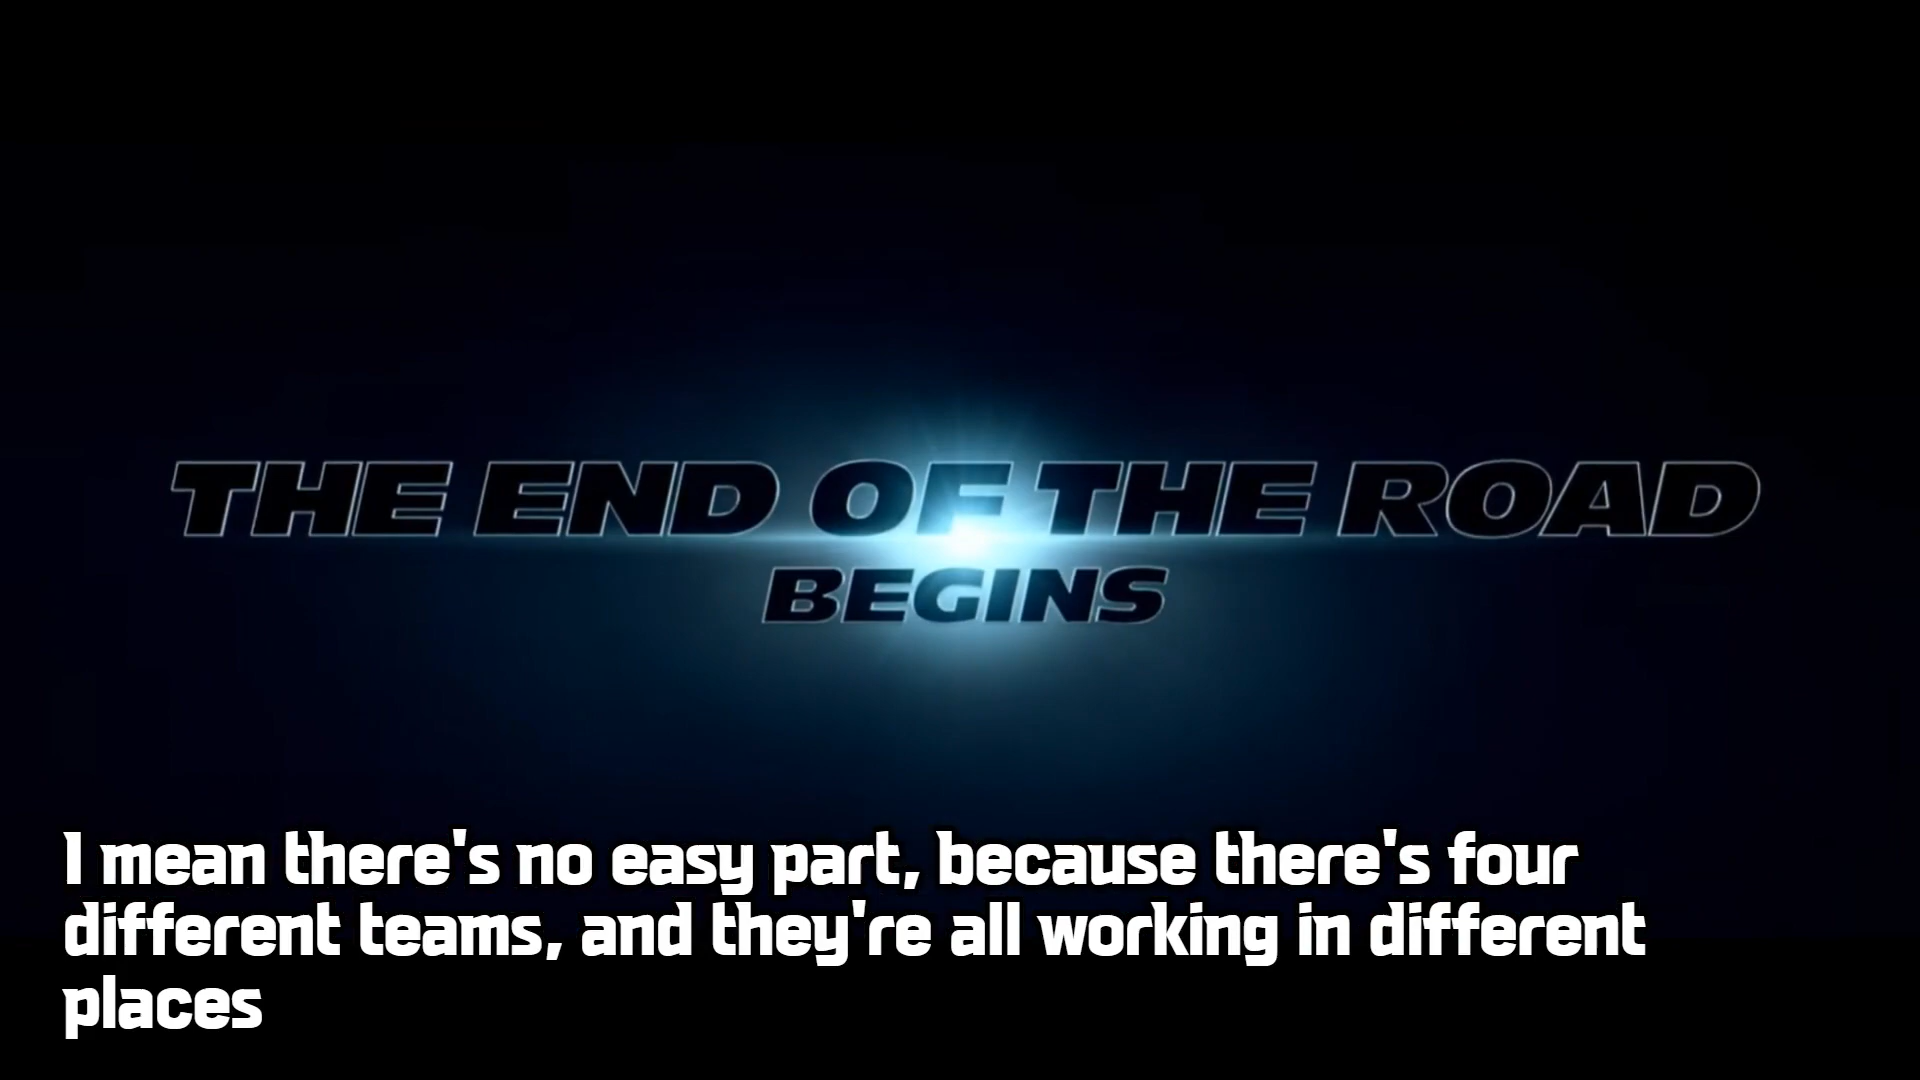 THE END OF THE ROAD
BEGINS
I mean there's no easy part, because there's four
different teams, and they're all working in different
places